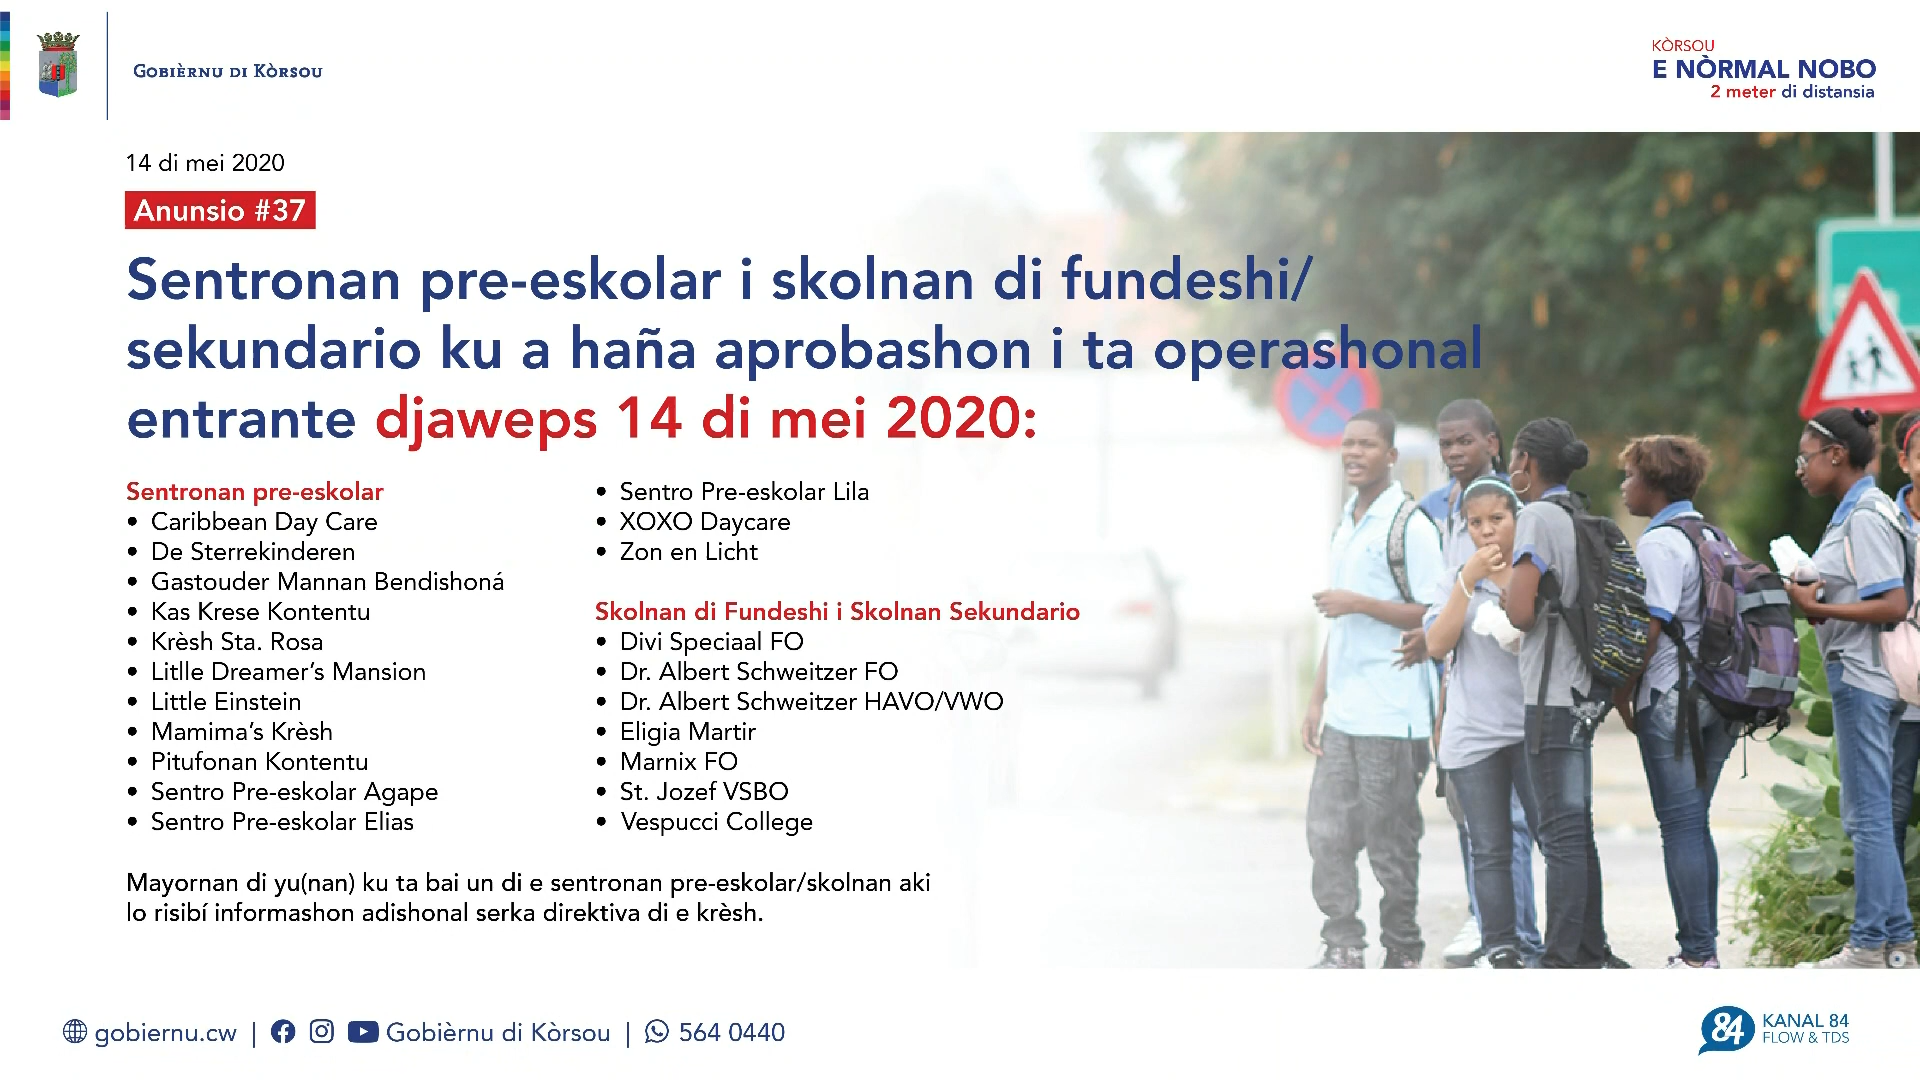 GOBIÈRNU DI KÒRSOU
KÒRSOU
E NÒRMAL NOBO
2 meter di distansia
14 di mei 2020
Anunsio #37
Sentronan pre-eskolar i skolnan di fundeshi/
sekundario ku a haña aprobashon i ta operashonal
entrante djaweps 14 di mei 2020:
Sentronan pre-eskolar
• Caribbean Day Care
• De Sterrekinderen
• Gastouder Mannan Bendishoná
• Kas Krese Kontentu
• Krèsh Sta. Rosa
• Litlle Dreamer's Mansion
• Little Einstein
• Mamima's Krèsh
• Pitufonan Kontentu
• Sentro Pre-eskolar Agape
• Sentro Pre-eskolar Elias
• Sentro Pre-eskolar Lila
• XOXO Daycare
• Zon en Licht
Skolnan di Fundeshi i Skolnan Sekundario
• Divi Speciaal FO
• Dr. Albert Schweitzer FO
• Dr. Albert Schweitzer HAVO/VWO
• Eligia Martir
• Marnix FO
• St. Jozef VSBO
• Vespucci College
Mayornan di yu(nan) ku ta bai un di e sentronan pre-eskolar/skolnan aki
lo risibí informashon adishonal serka direktiva di e krèsh.
gobiernu.cw | Gobièrnu di Kòrsou | 564 0440
84 KANAL 84
FLOW & TDS